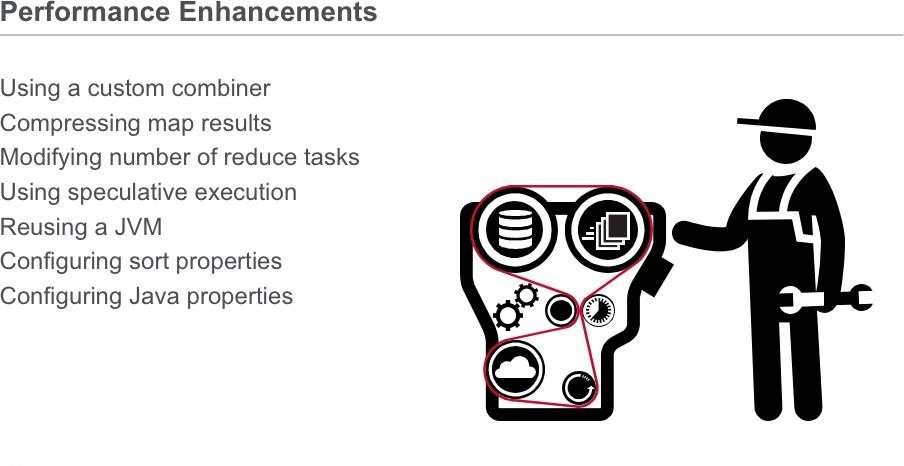 Performance Enhancements
Using a custom combiner
Compressing map results
Modifying number of reduce tasks
Using speculative execution
Reusing a JVM
Configuring sort properties
Configuring Java properties